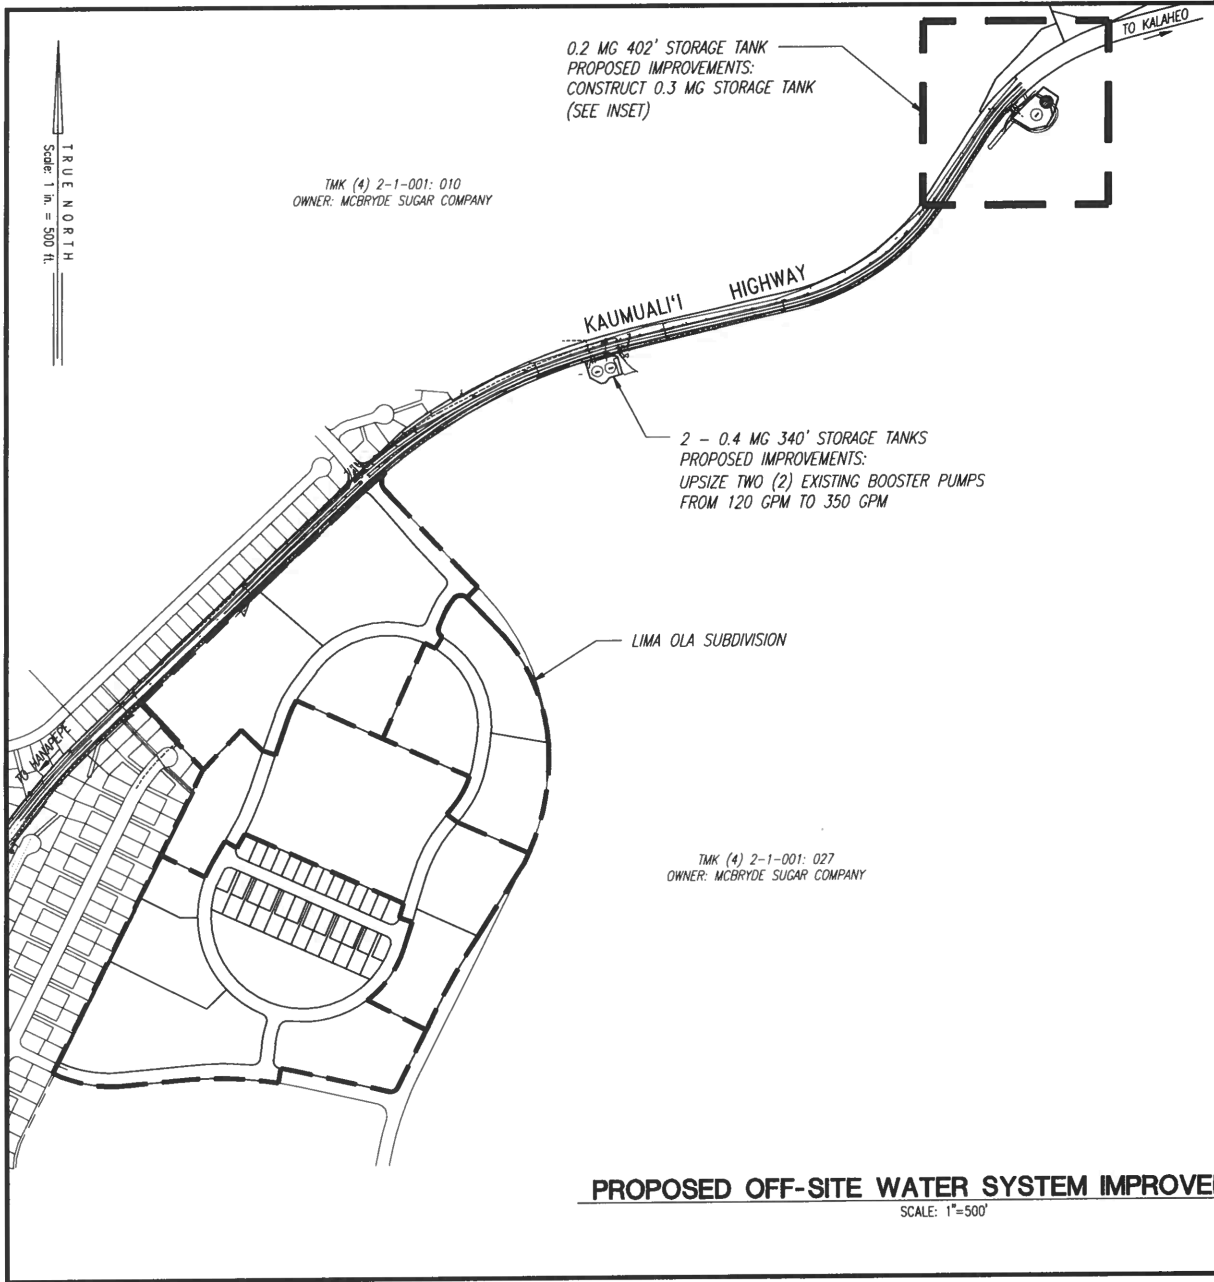 0.2 MG 402' STORAGE TANK
PROPOSED IMPROVEMENTS:
CONSTRUCT 0.3 MG STORAGE TANK
(SEE INSET)
TO KALAHEO
TRUE NORTH
Scale: 1 in. = 500 ft.
TMK (4) 2-1-001: 010
OWNER: MCBRYDE SUGAR COMPANY
KAUMUALI'I HIGHWAY
2 - 0.4 MG 340' STORAGE TANKS
PROPOSED IMPROVEMENTS:
UPSIZE TWO (2) EXISTING BOOSTER PUMPS
FROM 120 GPM TO 350 GPM
LIMA OLA SUBDIVISION
TO HANAPEPE
TMK (4) 2-1-001: 027
OWNER: MCBRYDE SUGAR COMPANY
PROPOSED OFF-SITE WATER SYSTEM IMPROVE
SCALE: 1"=500'